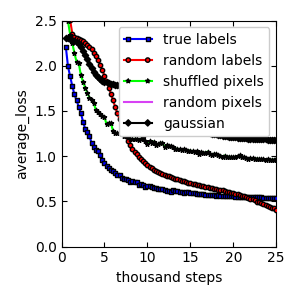 2.5
2.0
1.5
1.0
0.5
0.0
average_loss
true labels
random labels
shuffled pixels
random pixels
gaussian
0 5 10 15 20 25
thousand steps